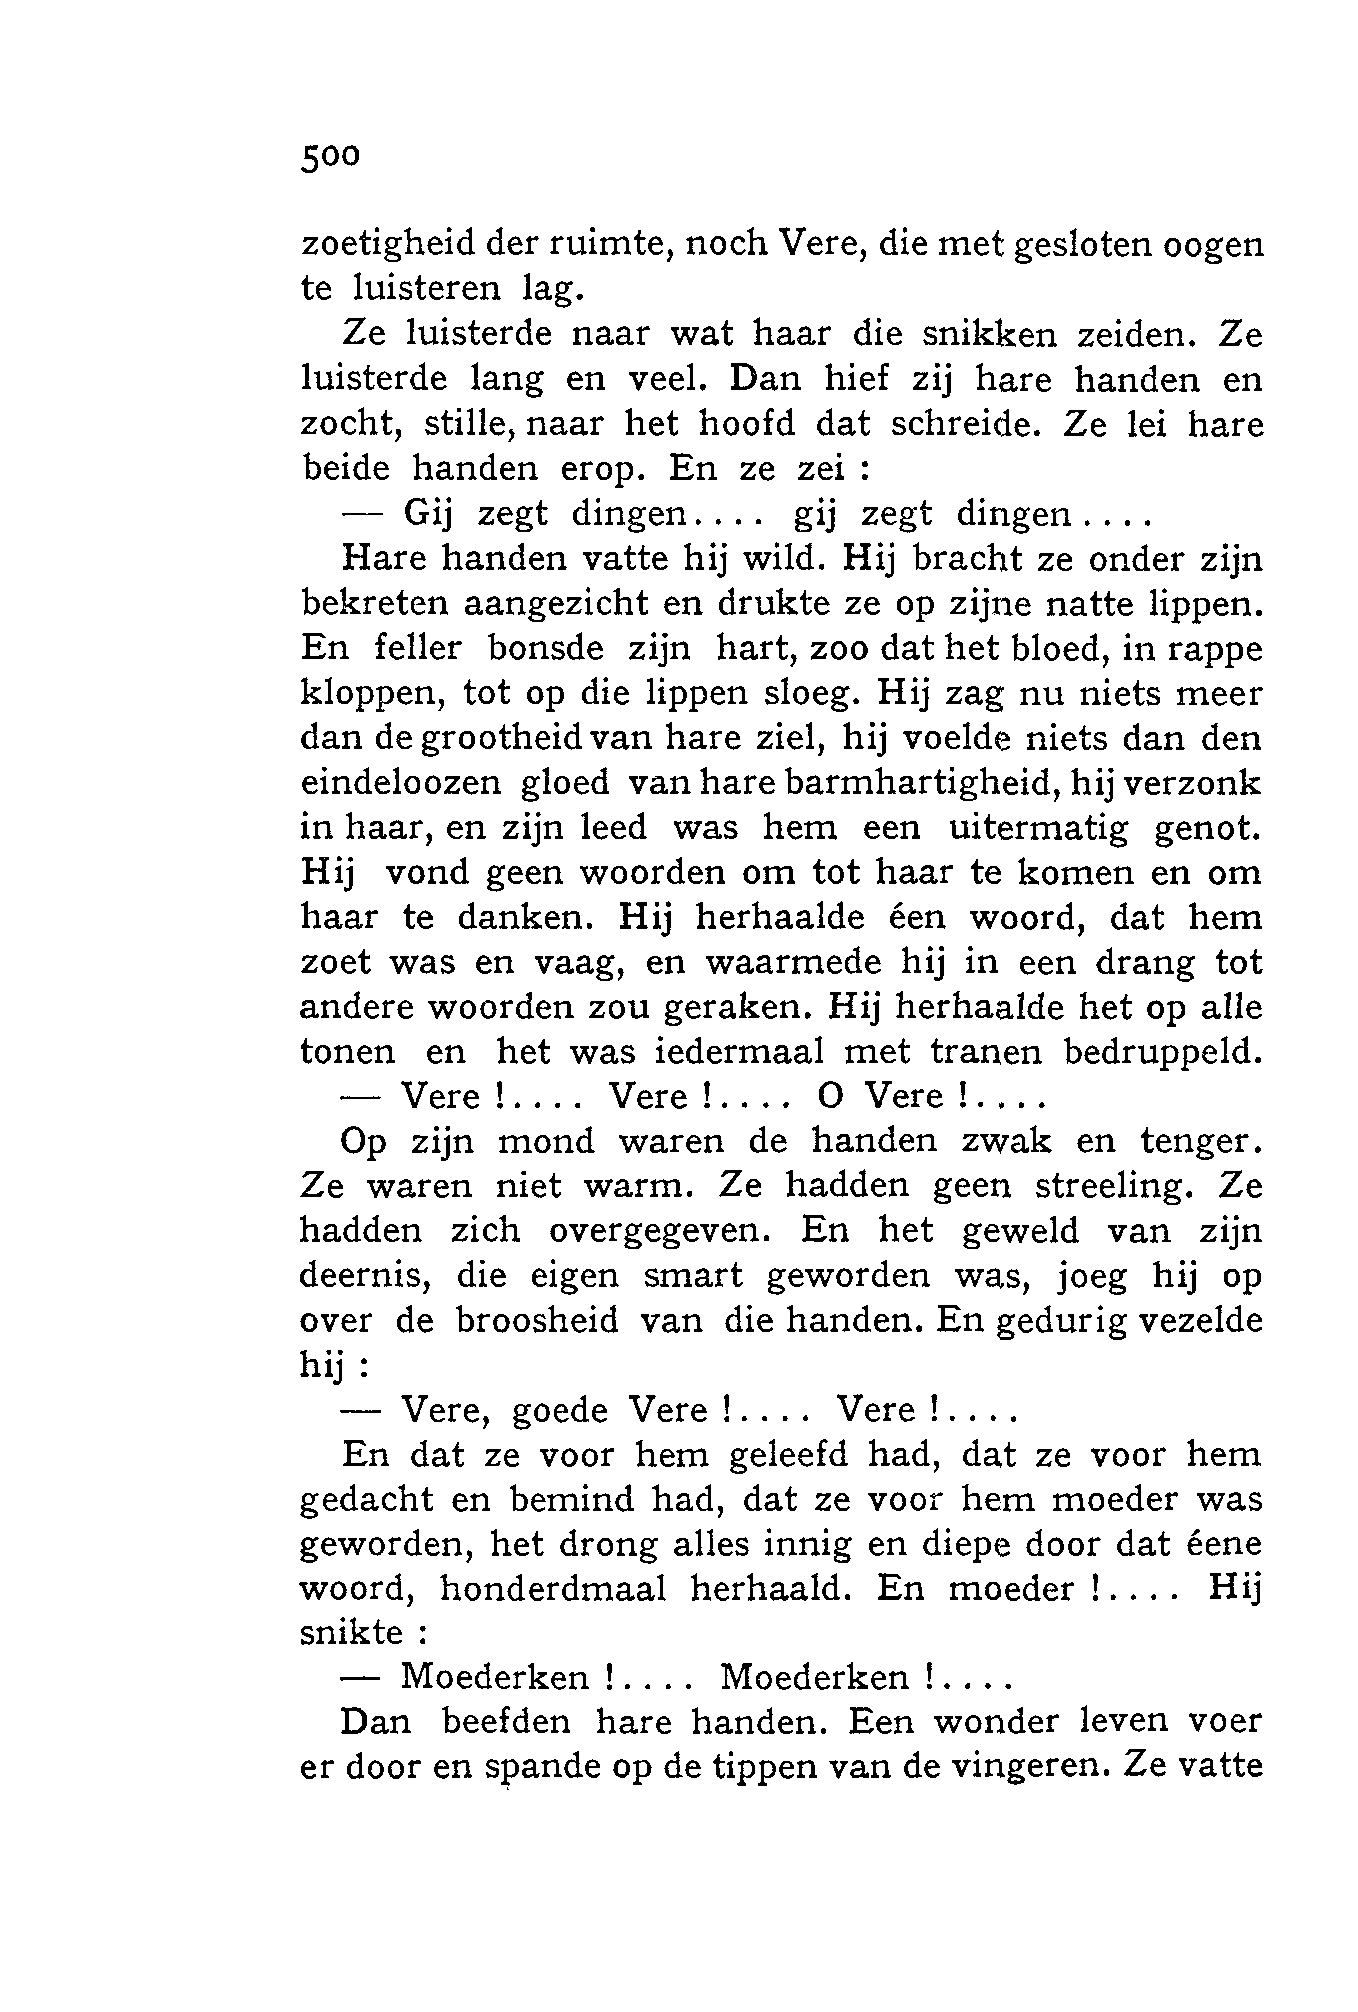 500
zoetigheid der ruimte, noch Vere, die met gesloten oogen
te luisteren lag.
Ze luisterde naar wat haar die snikken zeiden. Ze
luisterde lang en veel. Dan hief zij hare handen en
zocht, stille, naar het hoofd dat schreide. Ze lei hare
beide handen erop. En ze zei :
— Gij zegt dingen.... gij zegt dingen....
Hare handen vatte hij wild. Hij bracht ze onder zijn
bekreten aangezicht en drukte ze op zijne natte lippen.
En feller bonsde zijn hart, zoo dat het bloed, in rappe
kloppen, tot op die lippen sloeg. Hij zag nu niets meer
dan de grootheid van hare ziel, hij voelde niets dan den
eindeloozen gloed van hare barmhartigheid, hij verzonk
in haar, en zijn leed was hem een uitermatig genot.
Hij vond geen woorden om tot haar te komen en om
haar te danken. Hij herhaalde éen woord, dat hem
zoet was en vaag, en waarmede hij in een drang tot
andere woorden zou geraken. Hij herhaalde het op alle
tonen en het was iedermaal met tranen bedruppeld.
— Vere !.... Vere !.... O Vere !....
Op zijn mond waren de handen zwak en tenger.
Ze waren niet warm. Ze hadden geen streeling. Ze
hadden zich overgegeven. En het geweld van zijn
deernis, die eigen smart geworden was, joeg hij op
over de broosheid van die handen. En gedurig vezelde
hij :
— Vere, goede Vere !.... Vere !....
En dat ze voor hem geleefd had, dat ze voor hem
gedacht en bemind had, dat ze voor hem moeder was
geworden, het drong alles innig en diepe door dat éene
woord, honderdmaal herhaald. En moeder !.... Hij
snikte :
— Moederken !.... Moederken !....
Dan beefden hare handen. Een wonder leven voer
er door en spande op de tippen van de vingeren. Ze vatte